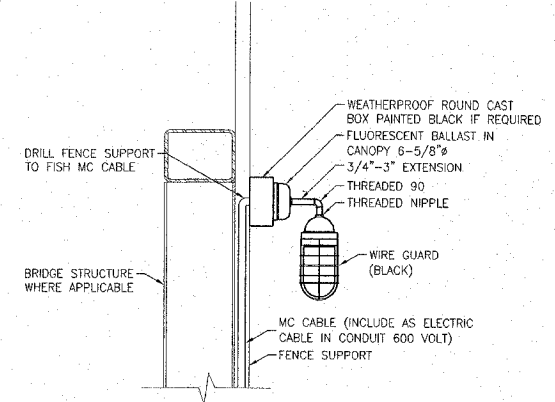 WEATHERPROOF ROUND CAST
BOX PAINTED BLACK IF REQUIRED
FLUORESCENT BALLAST IN
CANOPY 6-5/8"ø
3/4"-3" EXTENSION
THREADED 90
THREADED NIPPLE
DRILL FENCE SUPPORT
TO FISH MC CABLE
WIRE GUARD
(BLACK)
BRIDGE STRUCTURE
WHERE APPLICABLE
MC CABLE (INCLUDE AS ELECTRIC
CABLE IN CONDUIT 600 VOLT)
FENCE SUPPORT